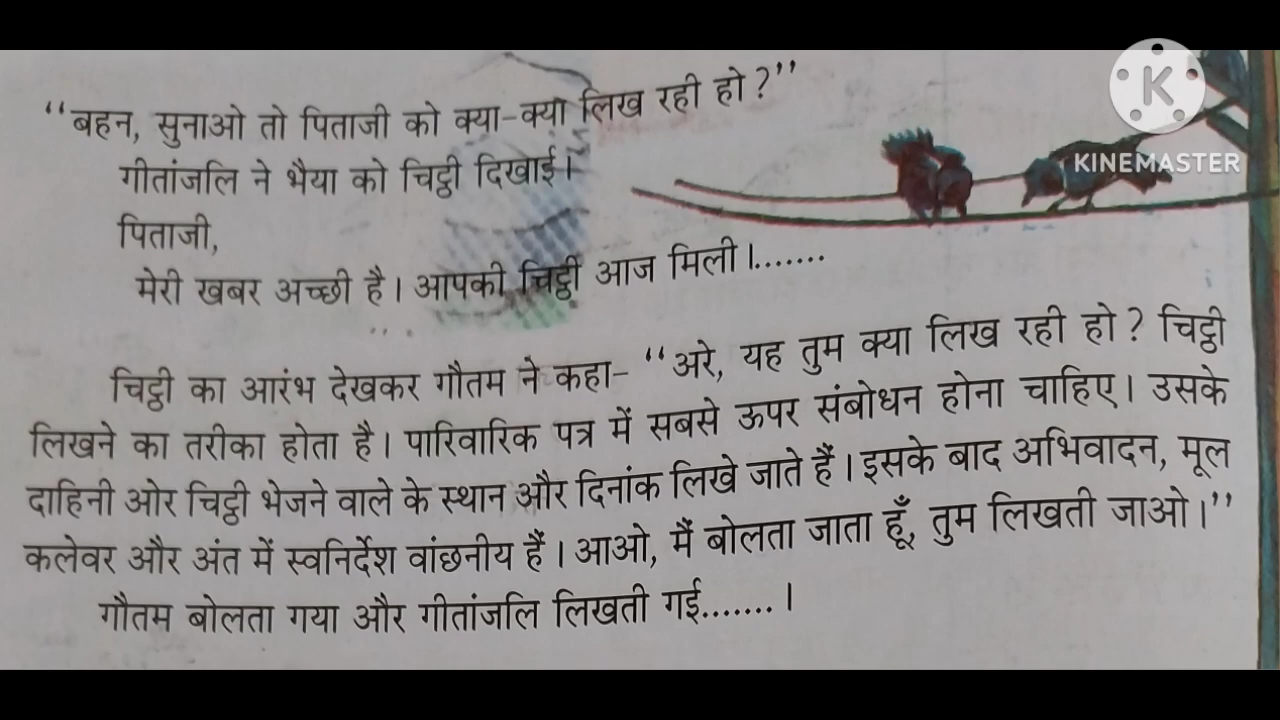 “बहन, सुनाओ तो पिताजी को क्या-क्या लिख रही हो?”
गीतांजलि ने भैया को चिट्ठी दिखाई।
पिताजी,
मेरी खबर अच्छी है। आपकी चिट्ठी आज मिली।.......
चिट्ठी का आरंभ देखकर गौतम ने कहा- “अरे, यह तुम क्या लिख रही हो? चिट्ठी
लिखने का तरीका होता है। पारिवारिक पत्र में सबसे ऊपर संबोधन होना चाहिए। उसके
दाहिनी ओर चिट्ठी भेजने वाले के स्थान और दिनांक लिखे जाते हैं। इसके बाद अभिवादन, मूल
कलेवर और अंत में स्वनिर्देश वांछनीय हैं। आओ, मैं बोलता जाता हूँ, तुम लिखती जाओ।”
गौतम बोलता गया और गीतांजलि लिखती गई.......।
K
KINEMASTER